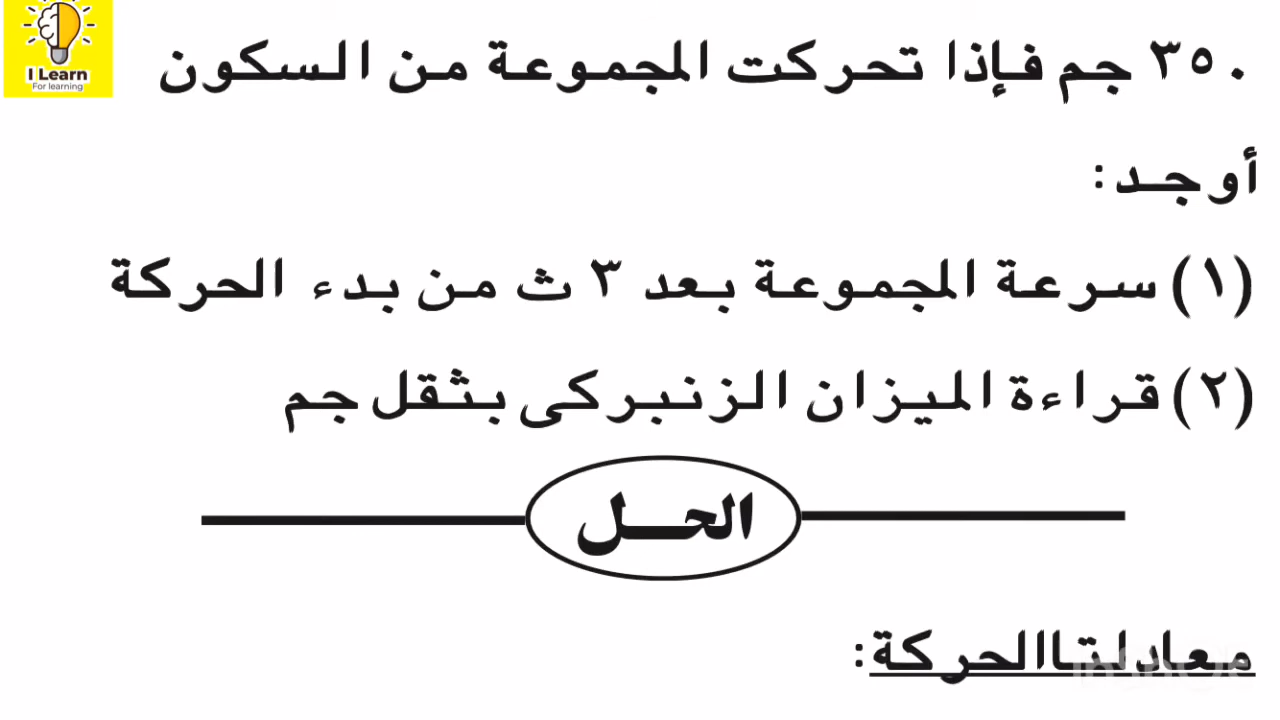 I Learn
For learning
٣٥٠ جم فإذا تحركت المجموعة من السكون
أوجد:
(١) سرعة المجموعة بعد ٣ ث من بدء الحركة
(٢) قراءة الميزان الزنبركى بثقل جم
الحل
معادلتا الحركة:
InShOt